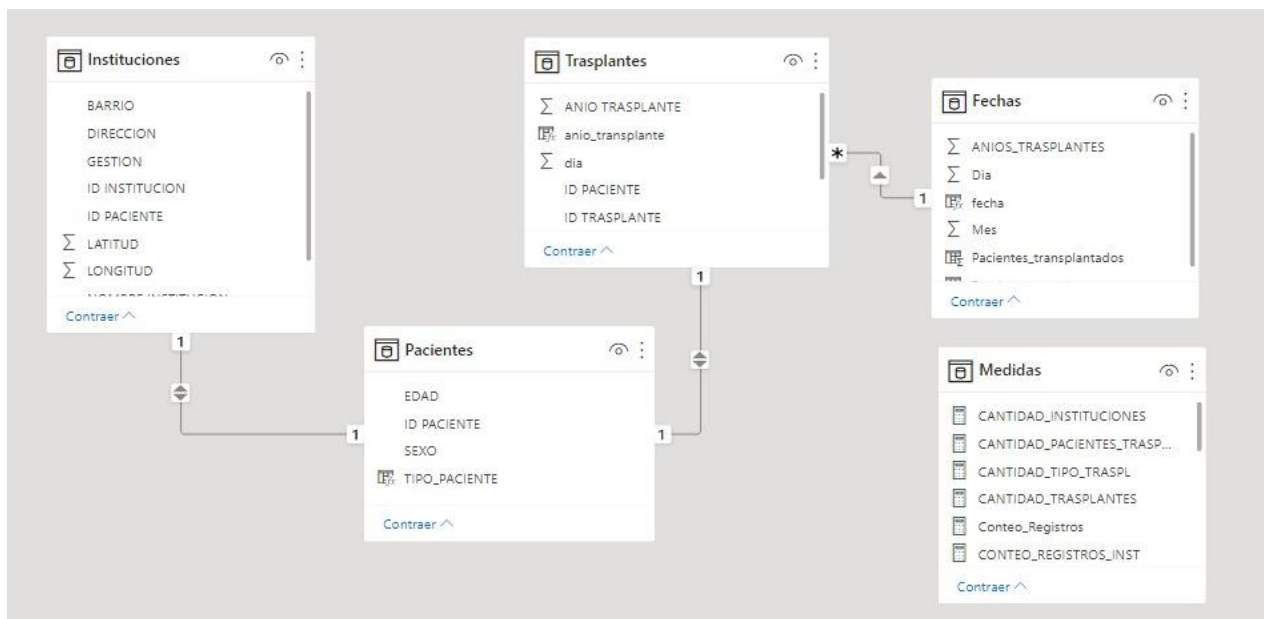 Instituciones
BARRIO
DIRECCION
GESTION
ID INSTITUCION
ID PACIENTE
Σ LATITUD
Σ LONGITUD
NOMBRE INSTITUCION
Contraer
1
Trasplantes
Σ ANIO TRASPLANTE
anio_transplante
Σ dia
ID PACIENTE
ID TRASPLANTE
Contraer
*
1
1
Fechas
Σ ANIOS_TRASPLANTES
Σ Dia
fecha
Σ Mes
Pacientes_transplantados
Contraer
Pacientes
EDAD
ID PACIENTE
SEXO
TIPO_PACIENTE
Contraer
1
1
Medidas
CANTIDAD_INSTITUCIONES
CANTIDAD_PACIENTES_TRASP...
CANTIDAD_TIPO_TRASPL
CANTIDAD_TRASPLANTES
Conteo_Registros
CONTEO_REGISTROS_INST
Contraer